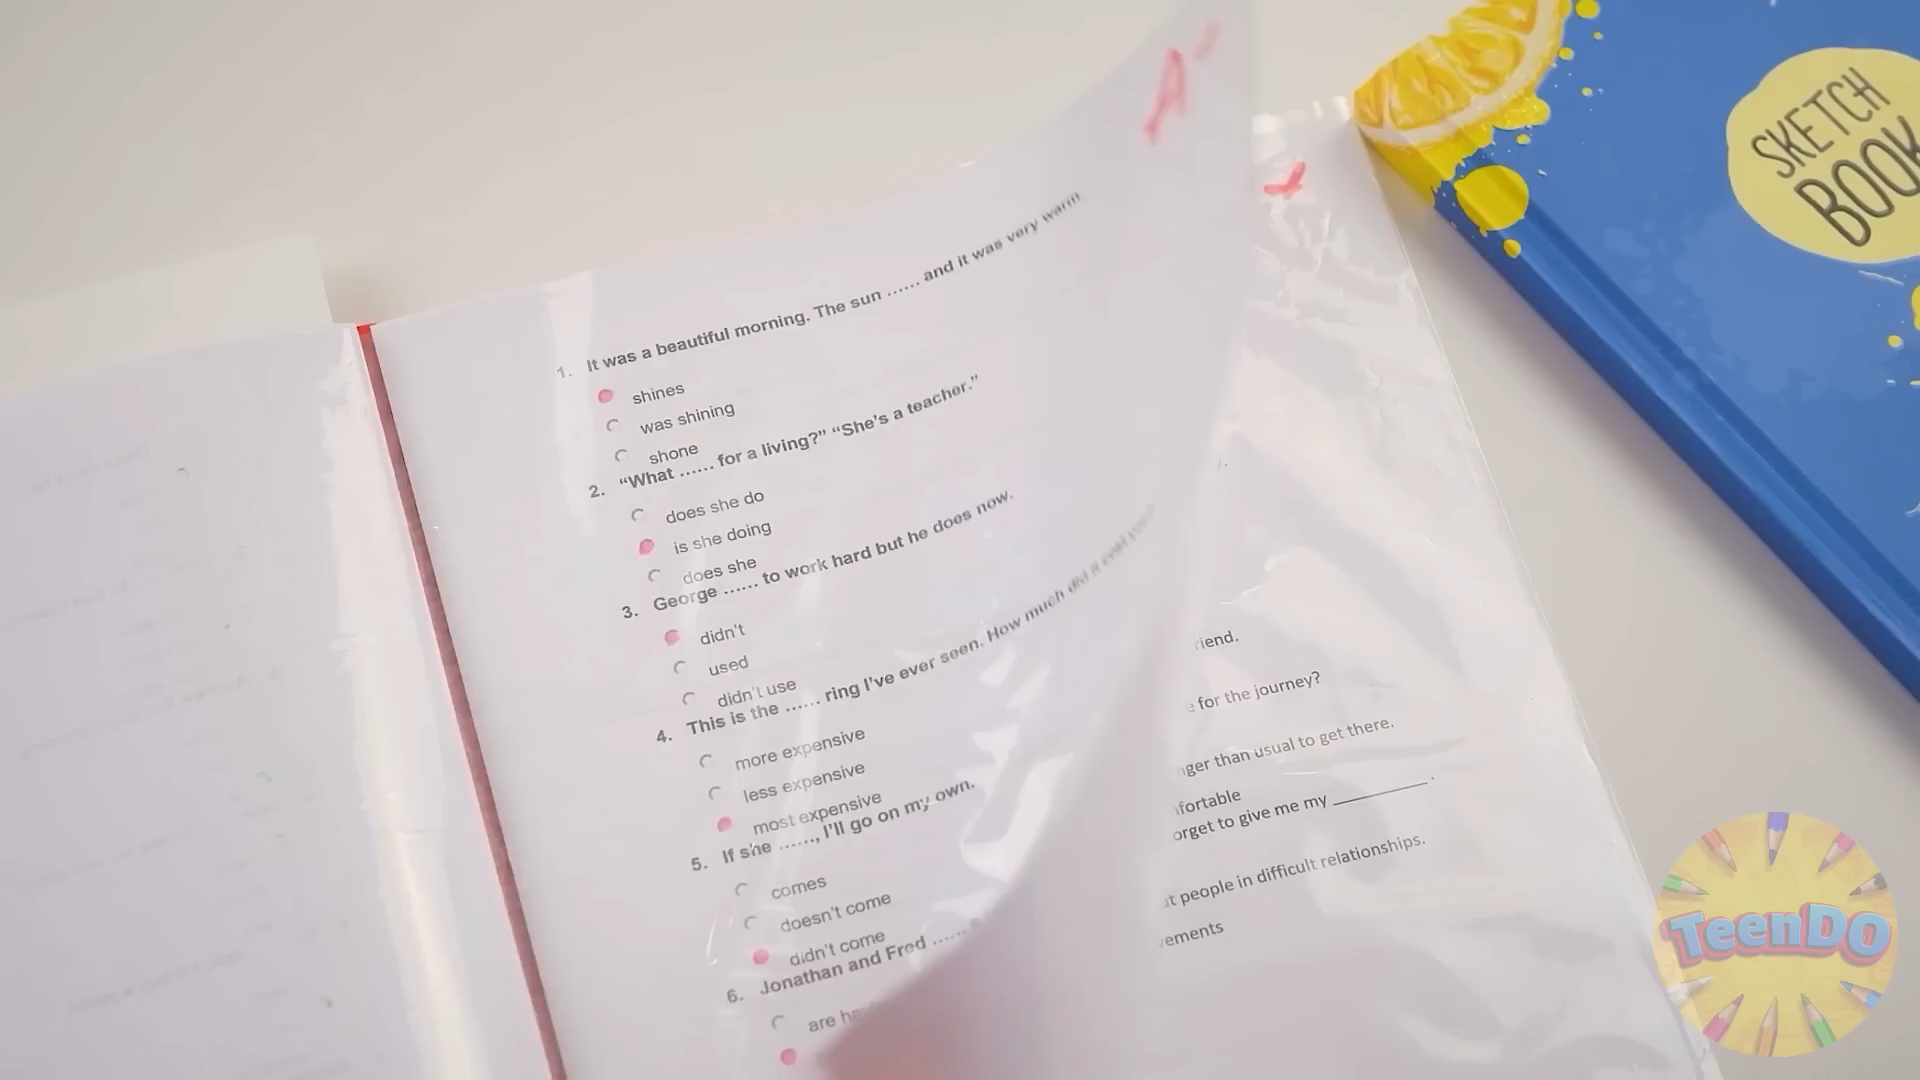 A+
1. It was a beautiful morning. The sun ...... and it was very warm.
shines
was shining
shone
2. “What ...... for a living?” “She’s a teacher.”
does she do
is she doing
does she
3. George ...... to work hard but he does now.
didn’t
used
didn’t use
4. This is the ...... ring I’ve ever seen. How much did it cost
more expensive
less expensive
most expensive
5. If she ......, I’ll go on my own.
comes
doesn’t come
didn’t come
6. Jonathan and Fred ......
are ha
riend.
e for the journey?
nger than usual to get there.
fortable
orget to give me my ________.
t people in difficult relationships.
vements
SKETCH
BOOK
TeenDO